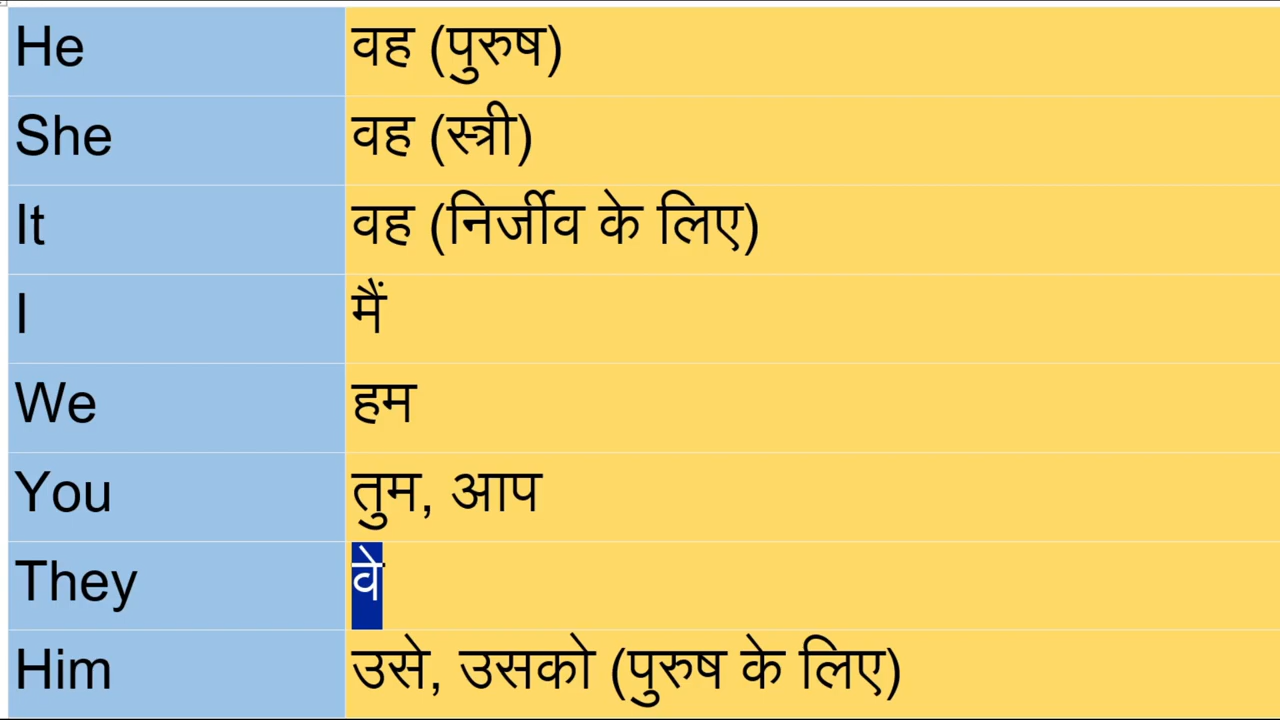 He वह (पुरुष)
She वह (स्त्री)
It वह (निर्जीव के लिए)
I मैं
We हम
You तुम, आप
They वे
Him उसे, उसको (पुरुष के लिए)